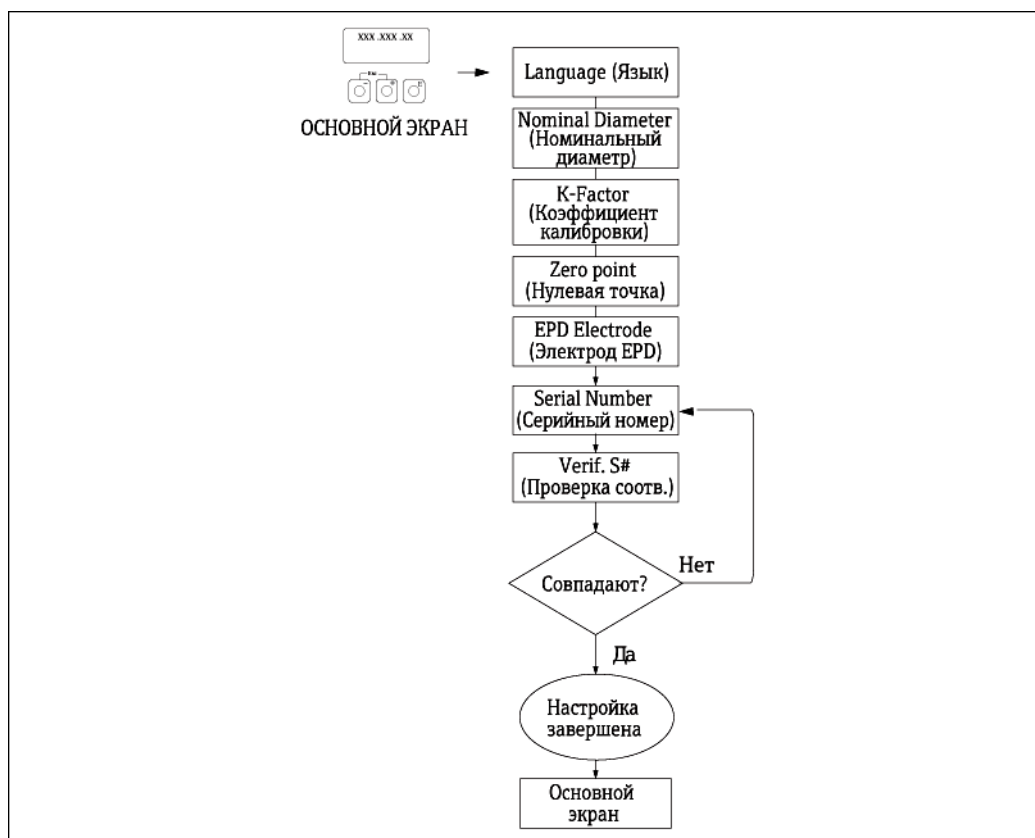 xxx .xxx .xx
Esc
- + E
ОСНОВНОЙ ЭКРАН
Language (Язык)
Nominal Diameter
(Номинальный
диаметр)
K-Factor
(Коэффициент
калибровки)
Zero point
(Нулевая точка)
EPD Electrode
(Электрод EPD)
Serial Number
(Серийный номер)
Verif. S#
(Проверка соотв.)
Совпадают?
Нет
Да
Настройка
завершена
Основной
экран